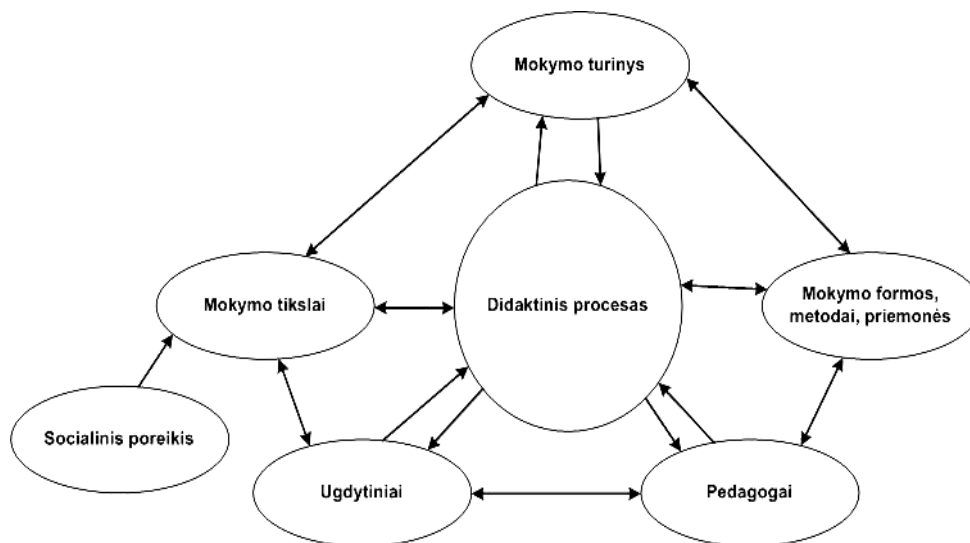 Mokymo turinys
Mokymo tikslai
Didaktinis procesas
Mokymo formos,
metodai, priemonės
Socialinis poreikis
Ugdytiniai
Pedagogai